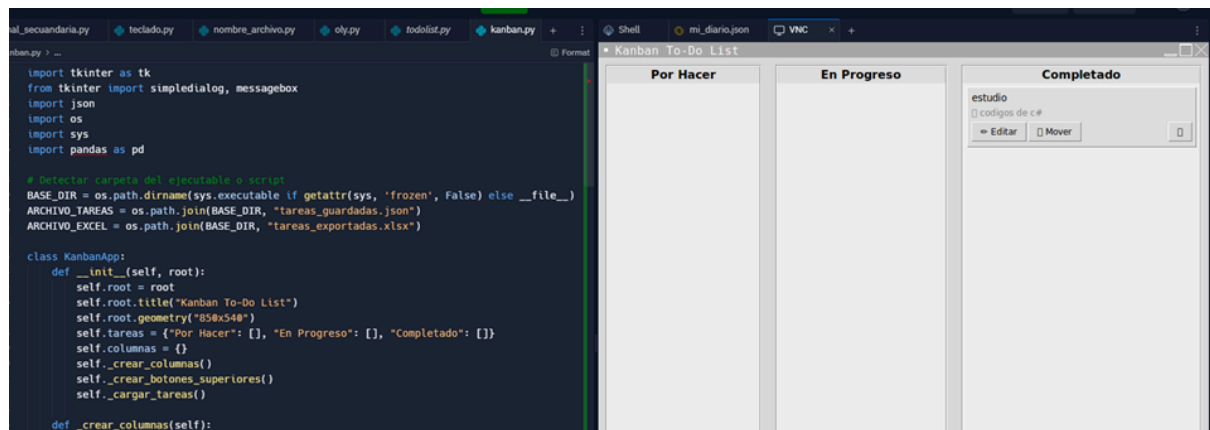 al_secuandaria.py teclado.py nombre_archivo.py oly.py todolist.py kanban.py + Shell mi_diario.json VNC × +
nban.py > ... Format
Kanban To-Do List
import tkinter as tk
from tkinter import simpledialog, messagebox
import json
import os
import sys
import pandas as pd
# Detectar carpeta del ejecutable o script
BASE_DIR = os.path.dirname(sys.executable if getattr(sys, 'frozen', False) else __file__)
ARCHIVO_TAREAS = os.path.join(BASE_DIR, "tareas_guardadas.json")
ARCHIVO_EXCEL = os.path.join(BASE_DIR, "tareas_exportadas.xlsx")
class KanbanApp:
def __init__(self, root):
self.root = root
self.root.title("Kanban To-Do List")
self.root.geometry("850x540")
self.tareas = {"Por Hacer": [], "En Progreso": [], "Completado": []}
self.columnas = {}
self._crear_columnas()
self._crear_botones_superiores()
self._cargar_tareas()
def _crear_columnas(self):
Por Hacer
En Progreso
Completado
estudio
codigos de c#
Editar Mover